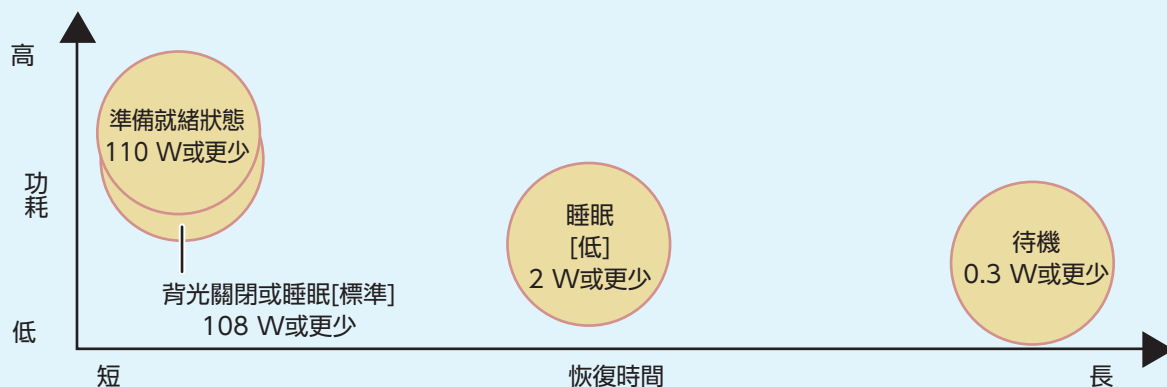 高
準備就緒狀態
110 W或更少
功耗
睡眠
[低]
2 W或更少
待機
0.3 W或更少
背光關閉或睡眠[標準]
108 W或更少
低
短
恢復時間
長